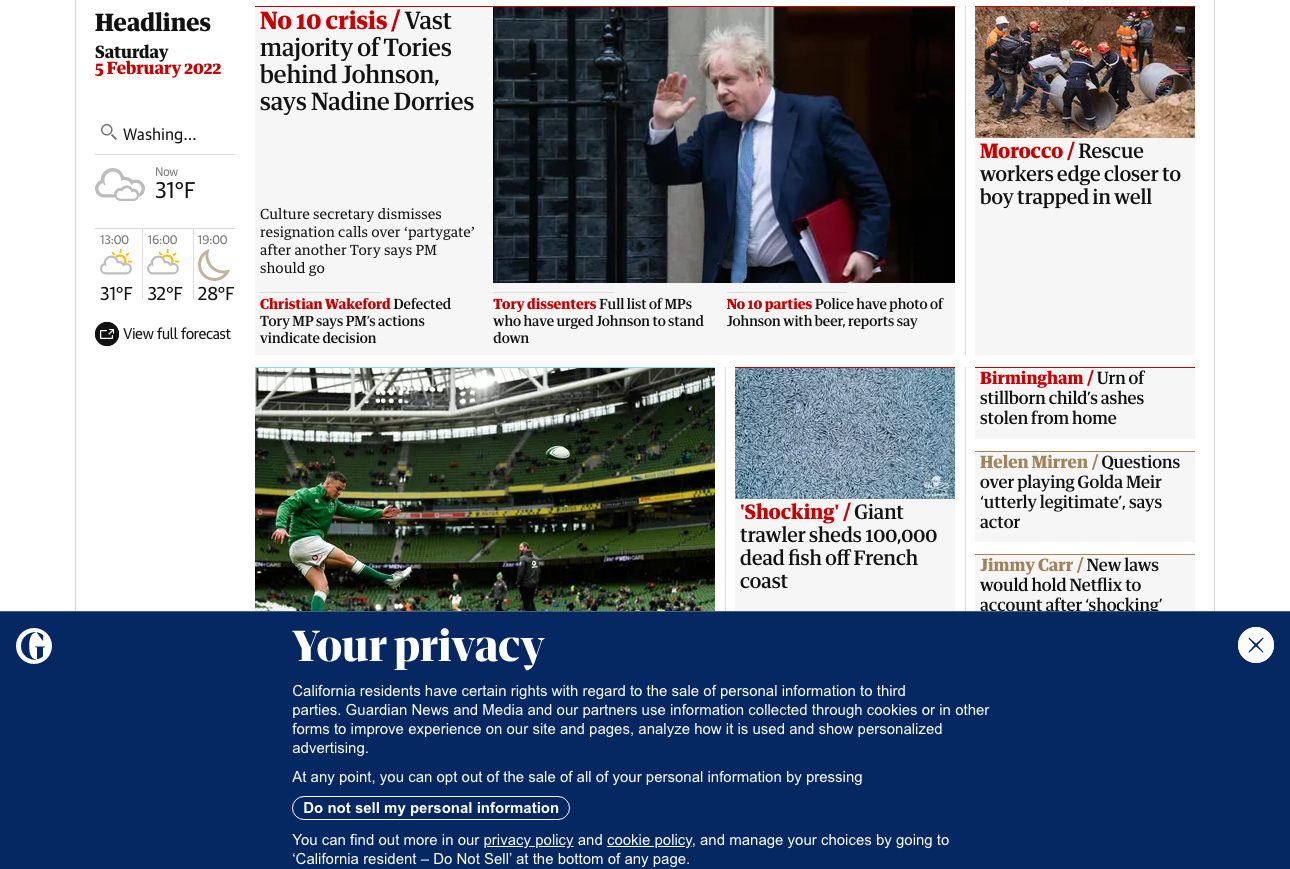 Headlines
Saturday
5 February 2022
Washing...
Now
31°F
13:00
31°F
16:00
32°F
19:00
28°F
View full forecast
No 10 crisis / Vast
majority of Tories
behind Johnson,
says Nadine Dorries
Culture secretary dismisses
resignation calls over ‘partygate’
after another Tory says PM
should go
Christian Wakeford Defected
Tory MP says PM’s actions
vindicate decision
Tory dissenters Full list of MPs
who have urged Johnson to stand
down
No 10 parties Police have photo of
Johnson with beer, reports say
Morocco / Rescue
workers edge closer to
boy trapped in well
'Shocking' / Giant
trawler sheds 100,000
dead fish off French
coast
Birmingham / Urn of
stillborn child’s ashes
stolen from home
Helen Mirren / Questions
over playing Golda Meir
‘utterly legitimate’, says
actor
Jimmy Carr / New laws
would hold Netflix to
account after ‘shocking’
Your privacy
California residents have certain rights with regard to the sale of personal information to third
parties. Guardian News and Media and our partners use information collected through cookies or in other
forms to improve experience on our site and pages, analyze how it is used and show personalized
advertising.
At any point, you can opt out of the sale of all of your personal information by pressing
Do not sell my personal information
You can find out more in our privacy policy and cookie policy, and manage your choices by going to
‘California resident – Do Not Sell’ at the bottom of any page.